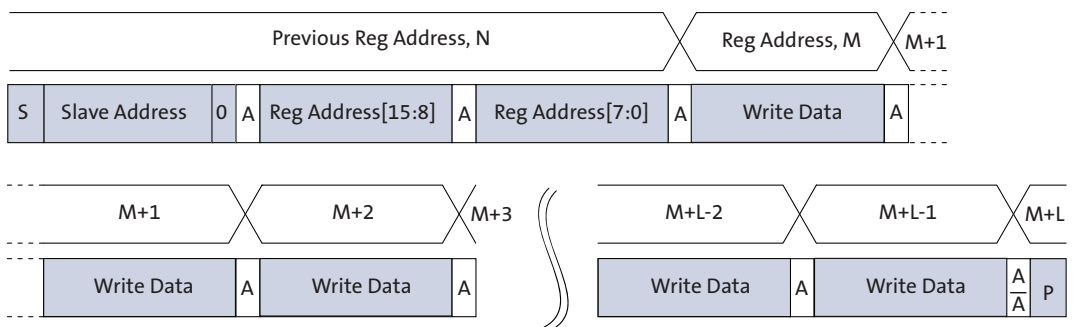 Previous Reg Address, N Reg Address, M M+1
S Slave Address 0 A Reg Address[15:8] A Reg Address[7:0] A Write Data A
M+1 M+2 M+3 M+L-2 M+L-1 M+L
Write Data A Write Data A Write Data A Write Data A/A̅ P